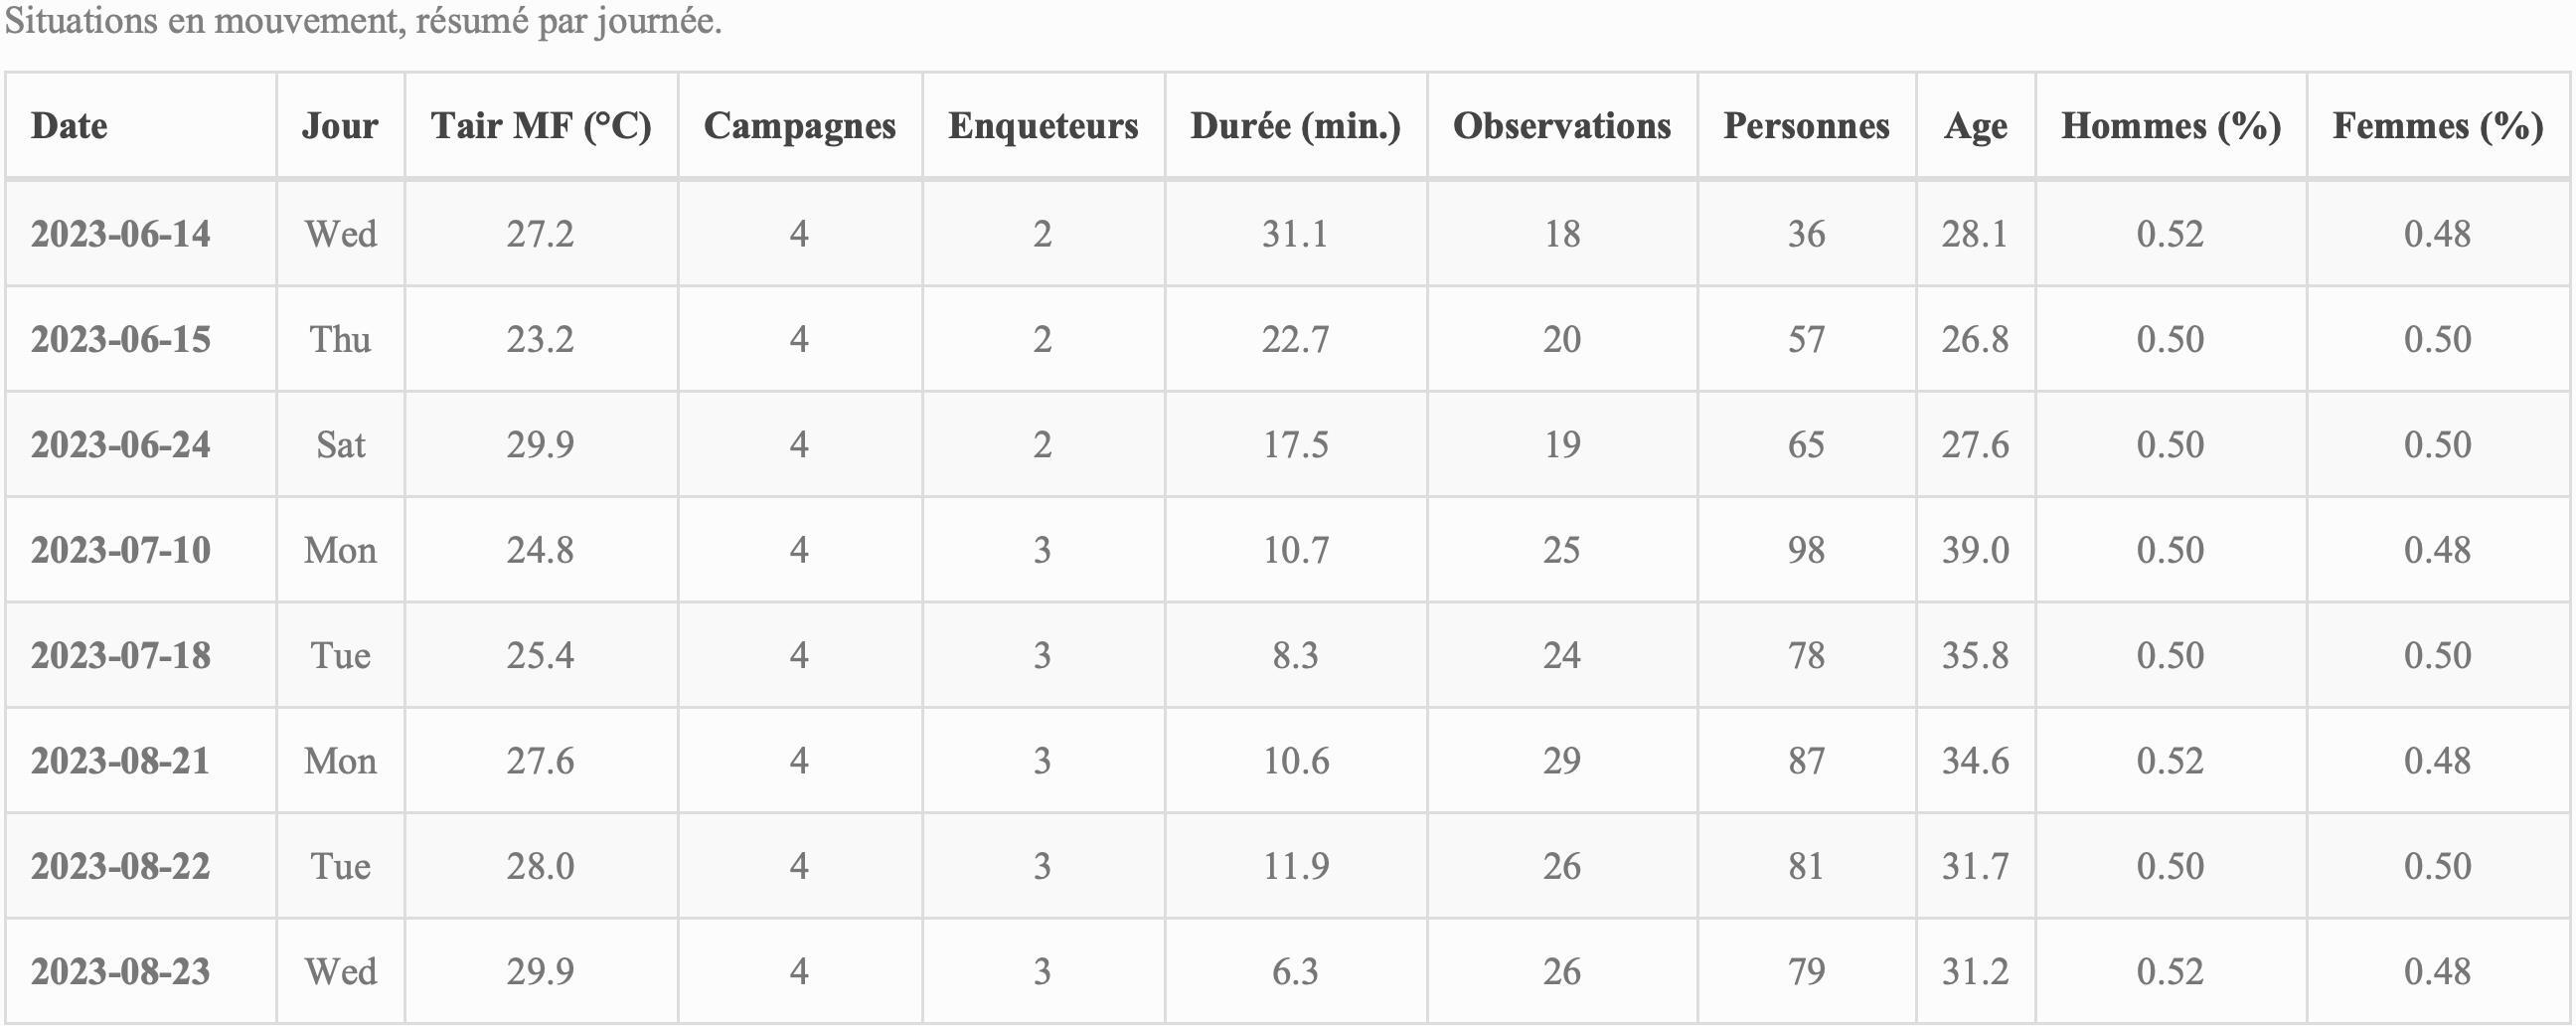 Situations en mouvement, résumé par journée.
Date Jour Tair MF (°C) Campagnes Enqueteurs Durée (min.) Observations Personnes Age Hommes (%) Femmes (%)
2023-06-14 Wed 27.2 4 2 31.1 18 36 28.1 0.52 0.48
2023-06-15 Thu 23.2 4 2 22.7 20 57 26.8 0.50 0.50
2023-06-24 Sat 29.9 4 2 17.5 19 65 27.6 0.50 0.50
2023-07-10 Mon 24.8 4 3 10.7 25 98 39.0 0.50 0.48
2023-07-18 Tue 25.4 4 3 8.3 24 78 35.8 0.50 0.50
2023-08-21 Mon 27.6 4 3 10.6 29 87 34.6 0.52 0.48
2023-08-22 Tue 28.0 4 3 11.9 26 81 31.7 0.50 0.50
2023-08-23 Wed 29.9 4 3 6.3 26 79 31.2 0.52 0.48